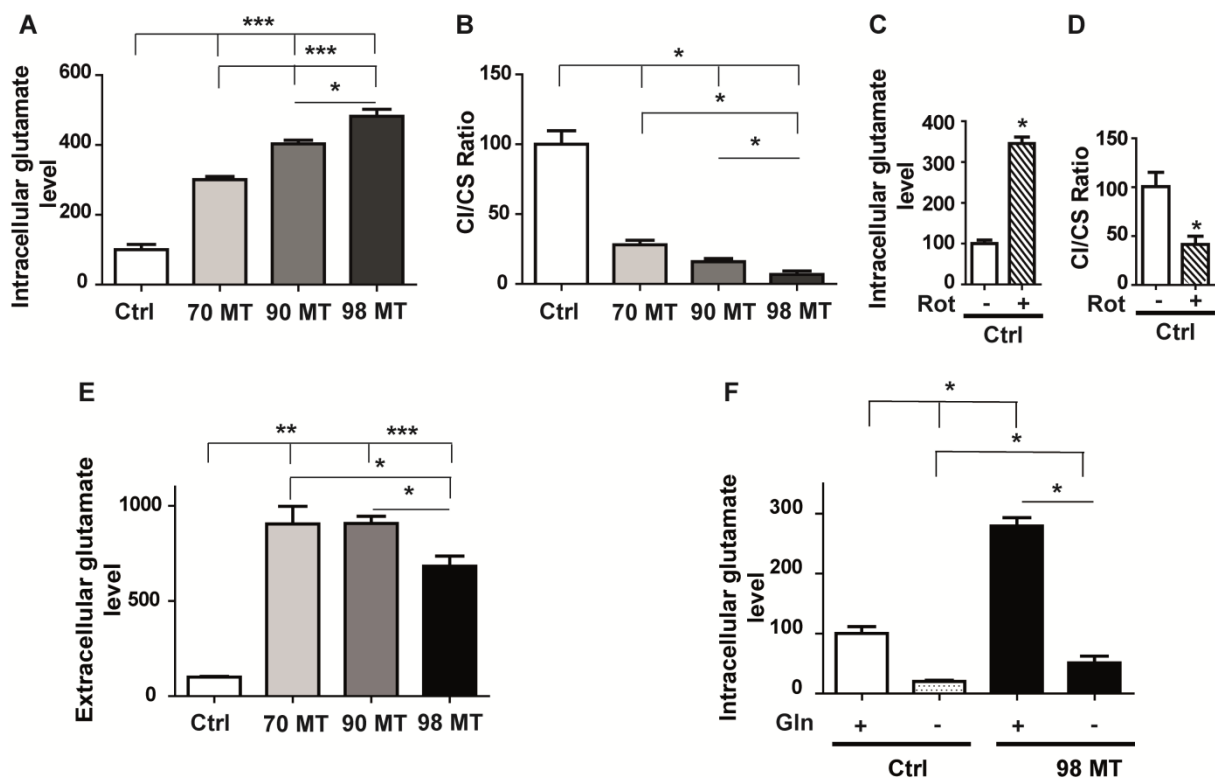 A
***
***
*
Intracellular glutamate
level
600
400
200
0
Ctrl 70 MT 90 MT 98 MT
B
*
*
*
CI/CS Ratio
150
100
50
0
Ctrl 70 MT 90 MT 98 MT
C
*
Intracellular glutamate
level
400
300
200
100
0
Rot - +
Ctrl
D
*
CI/CS Ratio
150
100
50
0
Rot - +
Ctrl
E
** ***
*
*
Extracellular glutamate
level
1000
500
0
Ctrl 70 MT 90 MT 98 MT
F
*
*
*
Intracellular glutamate
level
300
200
100
00
Gln + - + -
Ctrl 98 MT